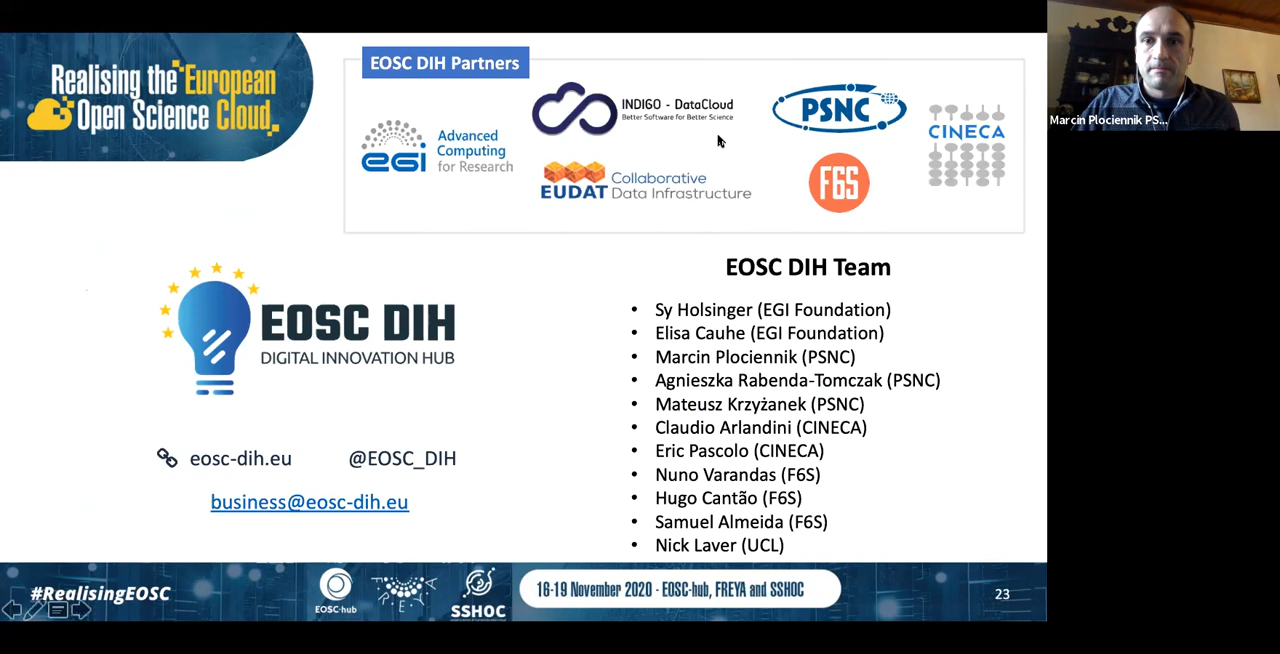 Realising the European
Open Science Cloud
EOSC DIH Partners
egi
Advanced
Computing
for Research
INDIGO - DataCloud
Better Software for Better Science
EUDAT
Collaborative
Data Infrastructure
PSNC
F6S
CINECA
Marcin Plociennik PS...
EOSC DIH
DIGITAL INNOVATION HUB
eosc-dih.eu
@EOSC_DIH
business@eosc-dih.eu
EOSC DIH Team
• Sy Holsinger (EGI Foundation)
• Elisa Cauhe (EGI Foundation)
• Marcin Plociennik (PSNC)
• Agnieszka Rabenda-Tomczak (PSNC)
• Mateusz Krzyżanek (PSNC)
• Claudio Arlandini (CINECA)
• Eric Pascolo (CINECA)
• Nuno Varandas (F6S)
• Hugo Cantão (F6S)
• Samuel Almeida (F6S)
• Nick Laver (UCL)
#RealisingEOSC
EOSC-hub
FREYA
SSHOC
16-19 November 2020 - EOSC-hub, FREYA and SSHOC
23